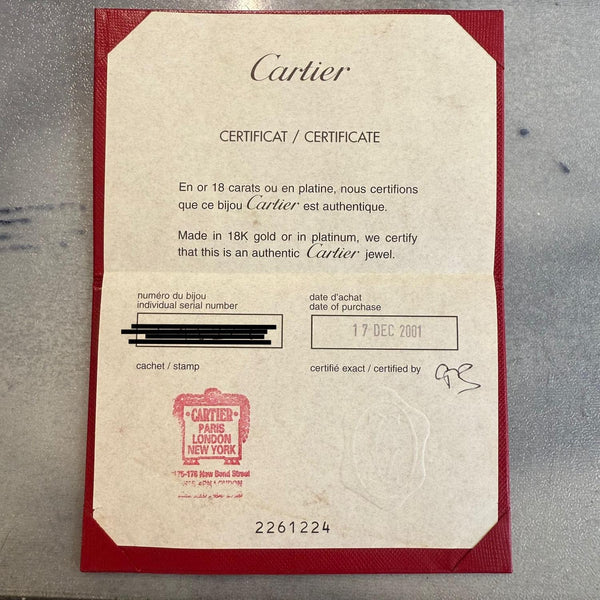 Cartier
CERTIFICAT / CERTIFICATE
En or 18 carats ou en platine, nous certifions
que ce bijou Cartier est authentique.
Made in 18K gold or in platinum, we certify
that this is an authentic Cartier jewel.
numéro du bijou
individual serial number
date d'achat
date of purchase
17 DEC 2001
cachet / stamp
certifié exact / certified by
CARTIER
PARIS
LONDON
NEW YORK
175-176 New Bond Street
LONDON
2261224